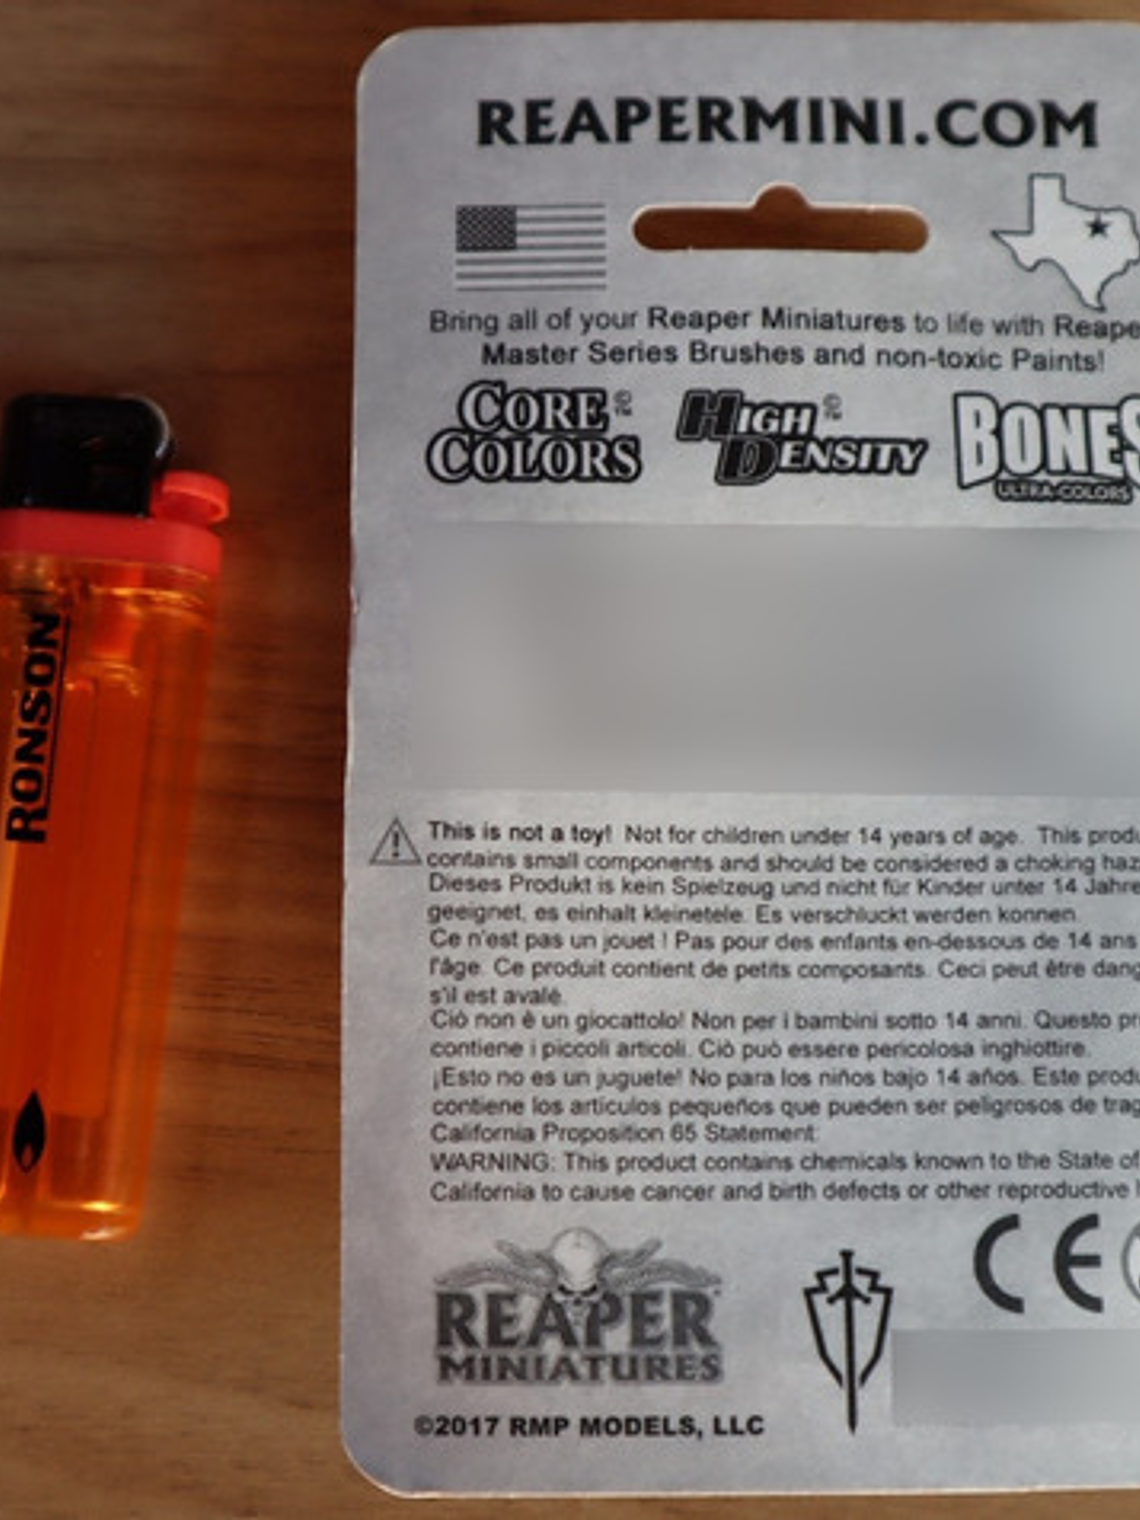 REAPERMINI.COM
Bring all of your Reaper Miniatures to life with Reape
Master Series Brushes and non-toxic Paints!
CORE © ™
COLORS
HIGH © ™
DENSITY
BONES
ULTRA-COLORS
RONSON
This is not a toy! Not for children under 14 years of age. This produ
contains small components and should be considered a choking haz
Dieses Produkt is kein Spielzeug und nicht für Kinder unter 14 Jahre
geeignet, es einhalt kleinetele. Es verschluckt werden konnen.
Ce n'est pas un jouet ! Pas pour des enfants en-dessous de 14 ans
l'âge. Ce produit contient de petits composants. Ceci peut être dang
s'il est avalé.
Ciò non è un giocattolo! Non per i bambini sotto 14 anni. Questo pr
contiene i piccoli articoli. Ciò può essere pericolosa inghiottire.
¡Esto no es un juguete! No para los niños bajo 14 años. Este produ
contiene los artículos pequeños que pueden ser peligrosos de trag
California Proposition 65 Statement:
WARNING: This product contains chemicals known to the State of
California to cause cancer and birth defects or other reproductive
CE
REAPER
MINIATURES
©2017 RMP MODELS, LLC